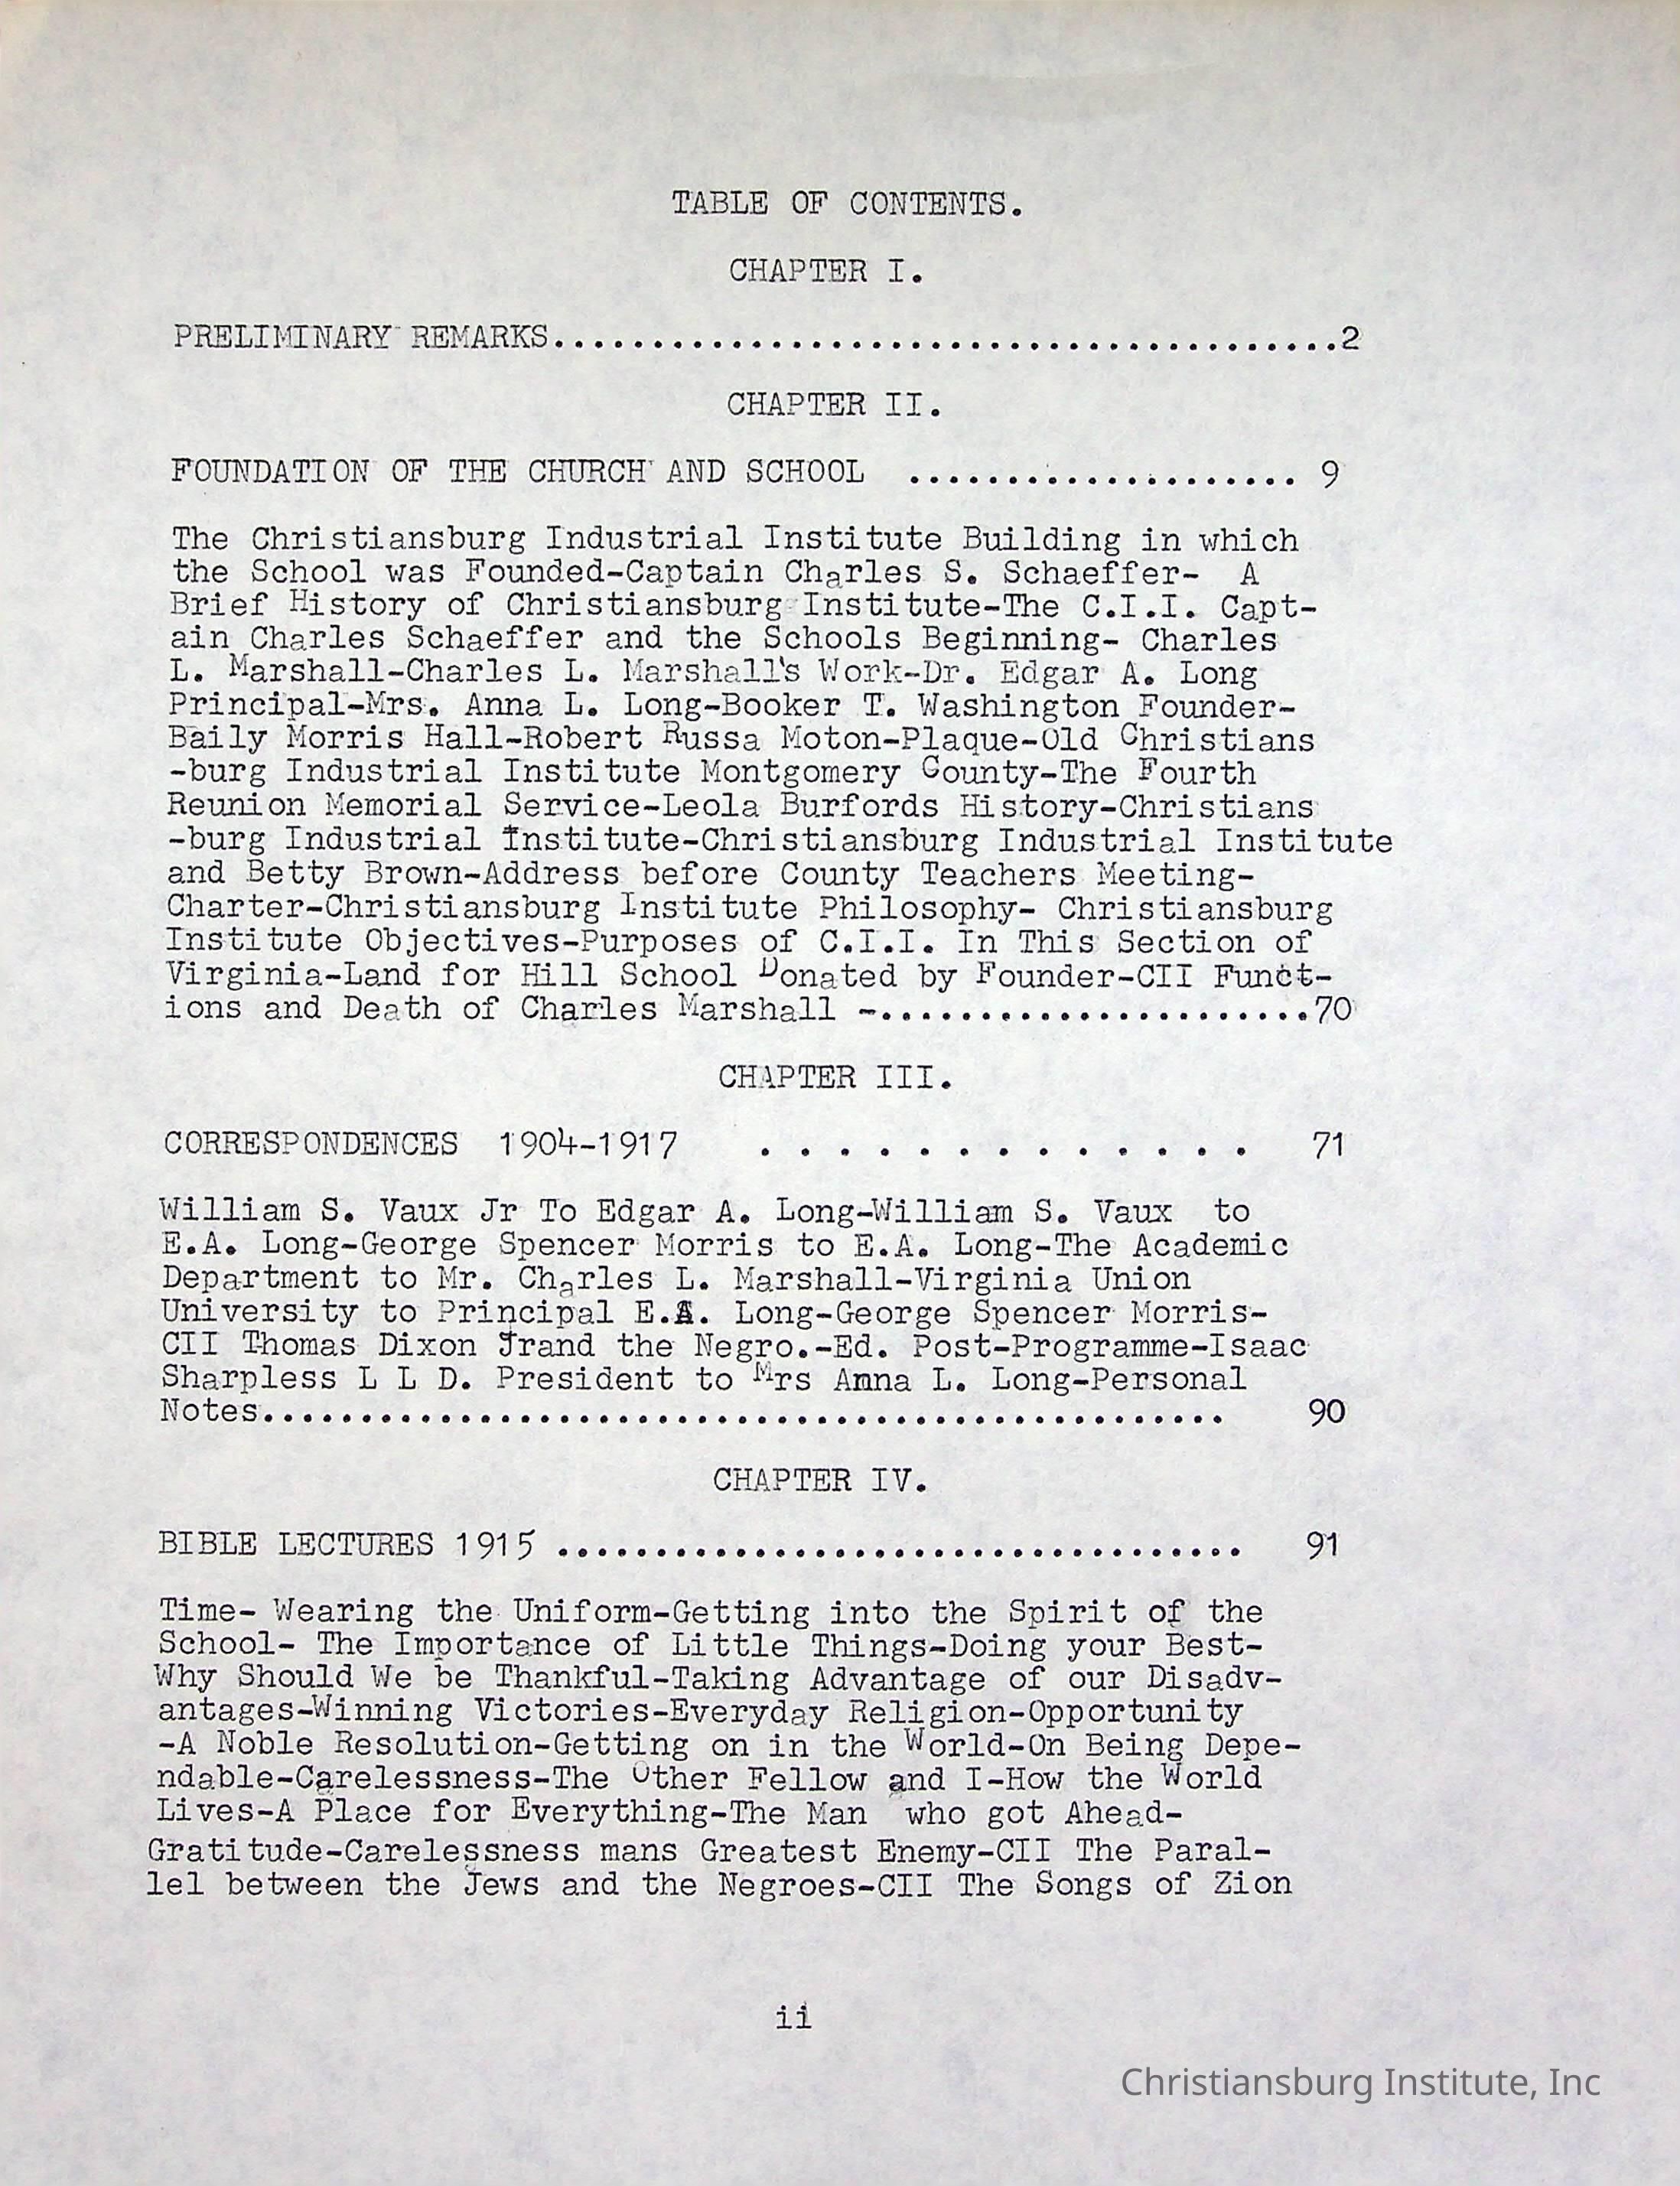 TABLE OF CONTENTS.
CHAPTER I.
PRELIMINARY REMARKS........................................2
CHAPTER II.
FOUNDATION OF THE CHURCH AND SCHOOL .................... 9
The Christiansburg Industrial Institute Building in which
the School was Founded-Captain Charles S. Schaeffer- A
Brief History of Christiansburg Institute-The C.I.I. Capt-
ain Charles Schaeffer and the Schools Beginning- Charles
L. Marshall-Charles L. Marshall's Work-Dr. Edgar A. Long
Principal-Mrs. Anna L. Long-Booker T. Washington Founder-
Baily Morris Hall-Robert Russa Moton-Plaque-Old Christians
-burg Industrial Institute Montgomery County-The Fourth
Reunion Memorial Service-Leola Burfords History-Christians
-burg Industrial Institute-Christiansburg Industrial Institute
and Betty Brown-Address before County Teachers Meeting-
Charter-Christiansburg Institute Philosophy- Christiansburg
Institute Objectives-Purposes of C.I.I. In This Section of
Virginia-Land for Hill School Donated by Founder-CII Funct-
ions and Death of Charles Marshall -......................70
CHAPTER III.
CORRESPONDENCES 1904-1917 . . . . . . . . . . . . . 71
William S. Vaux Jr To Edgar A. Long-William S. Vaux to
E.A. Long-George Spencer Morris to E.A. Long-The Academic
Department to Mr. Charles L. Marshall-Virginia Union
University to Principal E.A. Long-George Spencer Morris-
CII Thomas Dixon Jrand the Negro.-Ed. Post-Programme-Isaac
Sharpless L L D. President to Mrs Anna L. Long-Personal
Notes................................................. 90
CHAPTER IV.
BIBLE LECTURES 1915 ................................... 91
Time- Wearing the Uniform-Getting into the Spirit of the
School- The Importance of Little Things-Doing your Best-
Why Should We be Thankful-Taking Advantage of our Disadv-
antages-Winning Victories-Everyday Religion-Opportunity
-A Noble Resolution-Getting on in the World-On Being Depe-
ndable-Carelessness-The Other Fellow and I-How the World
Lives-A Place for Everything-The Man who got Ahead-
Gratitude-Carelessness mans Greatest Enemy-CII The Paral-
lel between the Jews and the Negroes-CII The Songs of Zion
ii
Christiansburg Institute, Inc